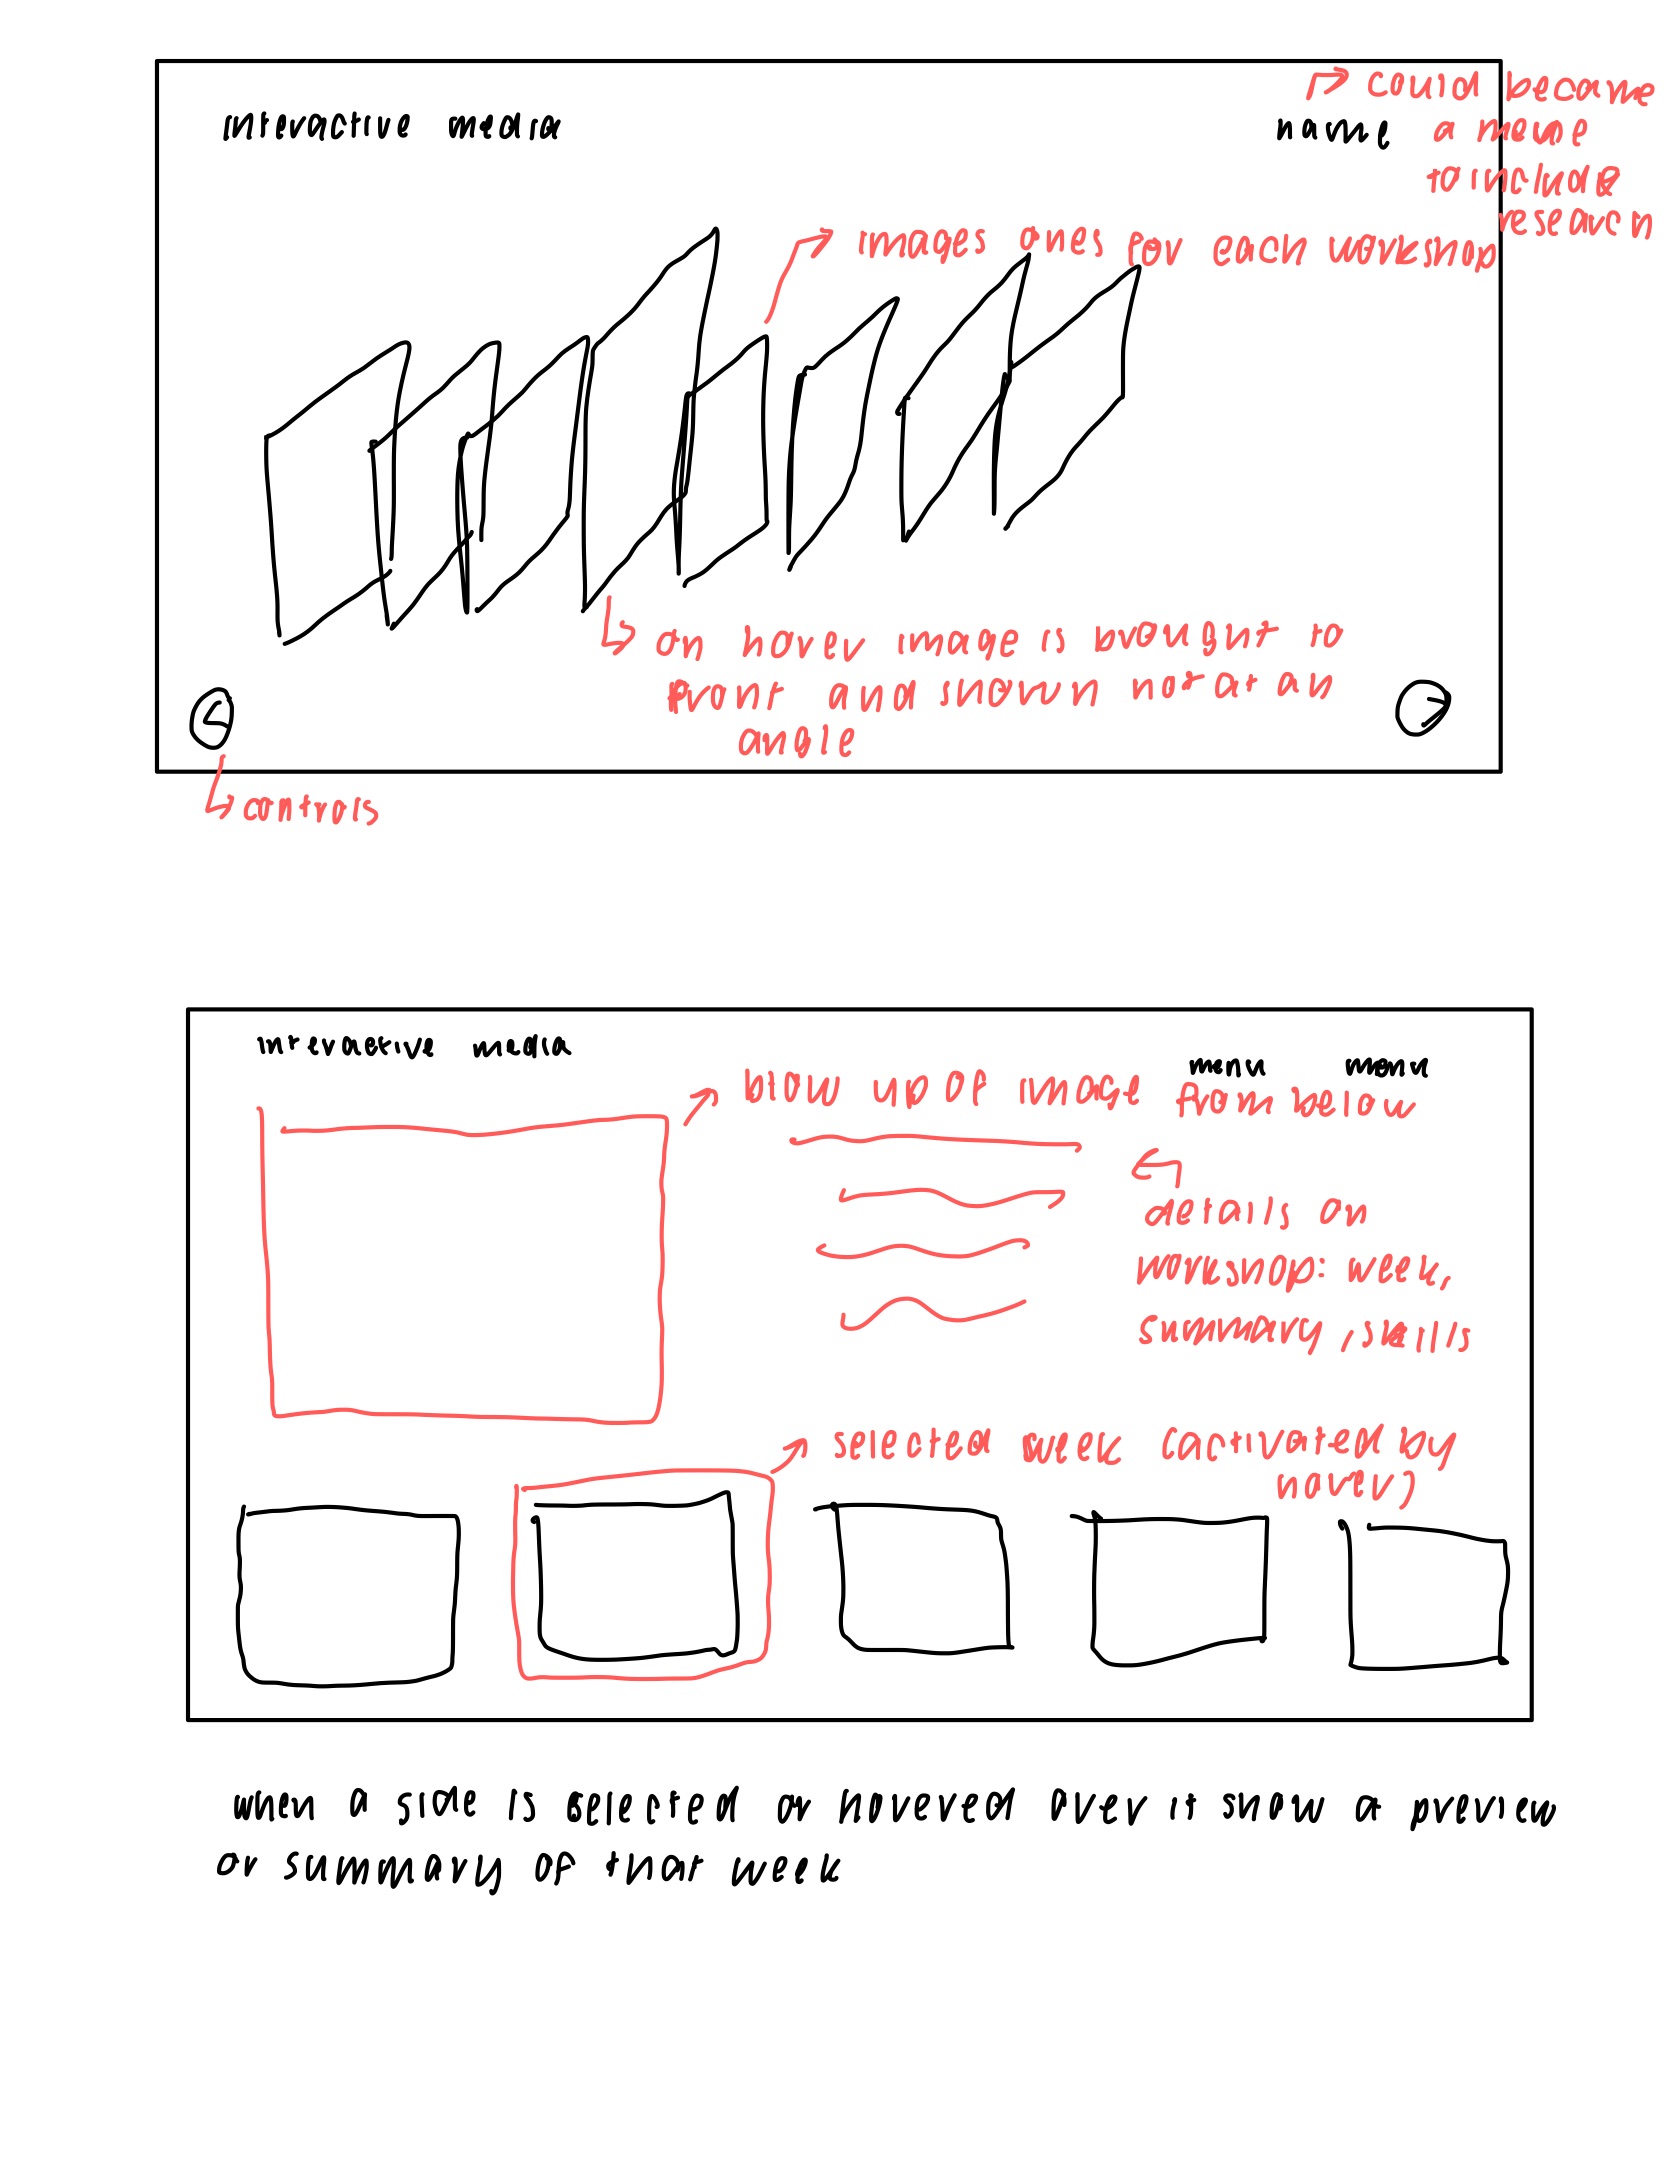 interactive media
name
could became
a menue
to include
research
images ones for each workshop
on hover image is brought to
front and shown not at an
angle
controls
interactive media
menu menu
blow up of image from below
details on
workshop: week,
summary, skills
selected week (activated by
hover)
when a side is selected or hovered over it show a preview
or summary of that week